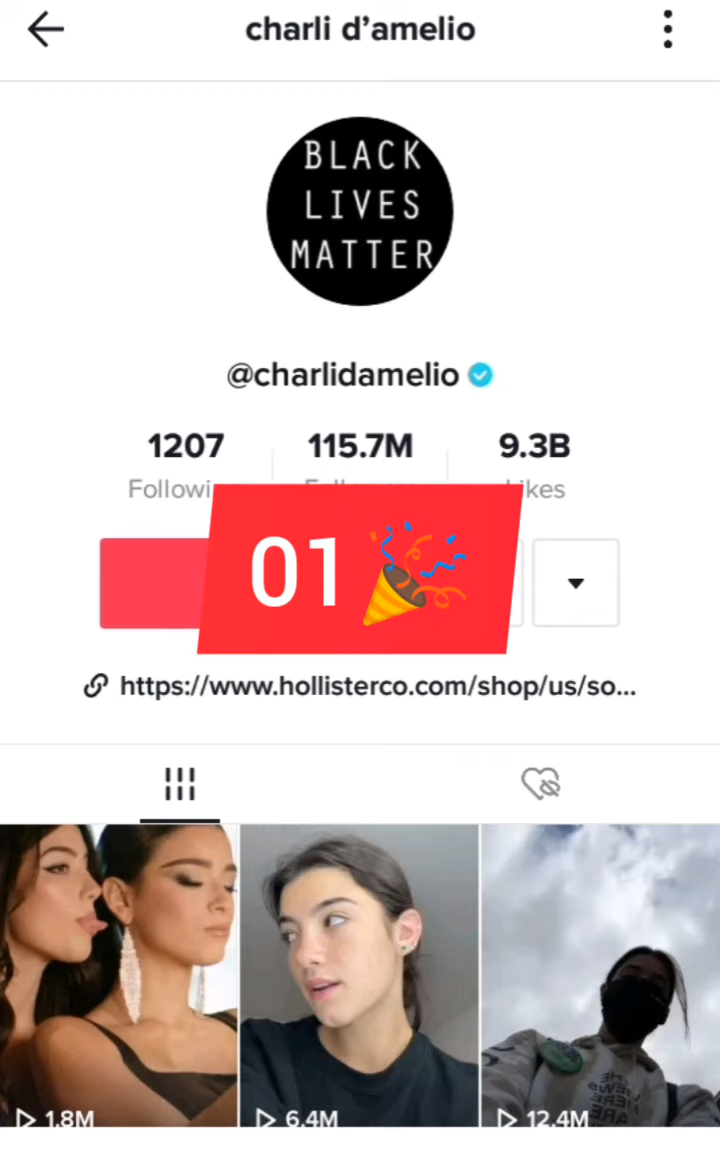 charli d'amelio
BLACK
LIVES
MATTER
@charlidamelio
1207 115.7M 9.3B
01
https://www.hollisterco.com/shop/us/so...
1.8M 6.4M 12.4M